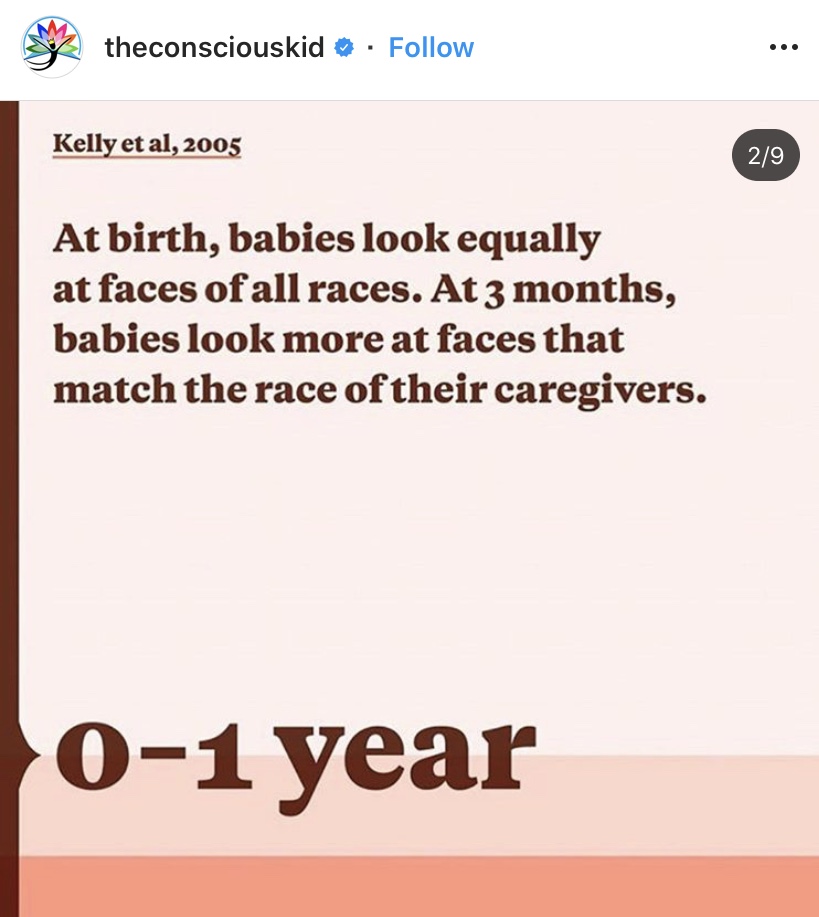 theconsciouskid · Follow
Kelly et al, 2005
2/9
At birth, babies look equally
at faces of all races. At 3 months,
babies look more at faces that
match the race of their caregivers.
0-1 year